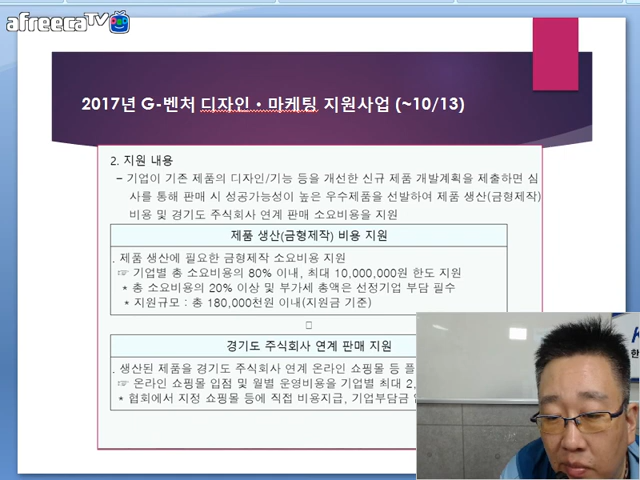 afreecaTV
2017년 G-벤처 디자인·마케팅 지원사업 (~10/13)
2. 지원 내용
– 기업이 기존 제품의 디자인/기능 등을 개선한 신규 제품 개발계획을 제출하면 심
사를 통해 판매 시 성공가능성이 높은 우수제품을 선발하여 제품 생산(금형제작)
비용 및 경기도 주식회사 연계 판매 소요비용을 지원
제품 생산(금형제작) 비용 지원
. 제품 생산에 필요한 금형제작 소요비용 지원
☞ 기업별 총 소요비용의 80% 이내, 최대 10,000,000원 한도 지원
* 총 소요비용의 20% 이상 및 부가세 총액은 선정기업 부담 필수
* 지원규모 : 총 180,000천원 이내(지원금 기준)
경기도 주식회사 연계 판매 지원
. 생산된 제품을 경기도 주식회사 연계 온라인 쇼핑몰 등 플
☞ 온라인 쇼핑몰 입점 및 월별 운영비용을 기업별 최대 2,
* 협회에서 지정 쇼핑몰 등에 직접 비용지급, 기업부담금
한